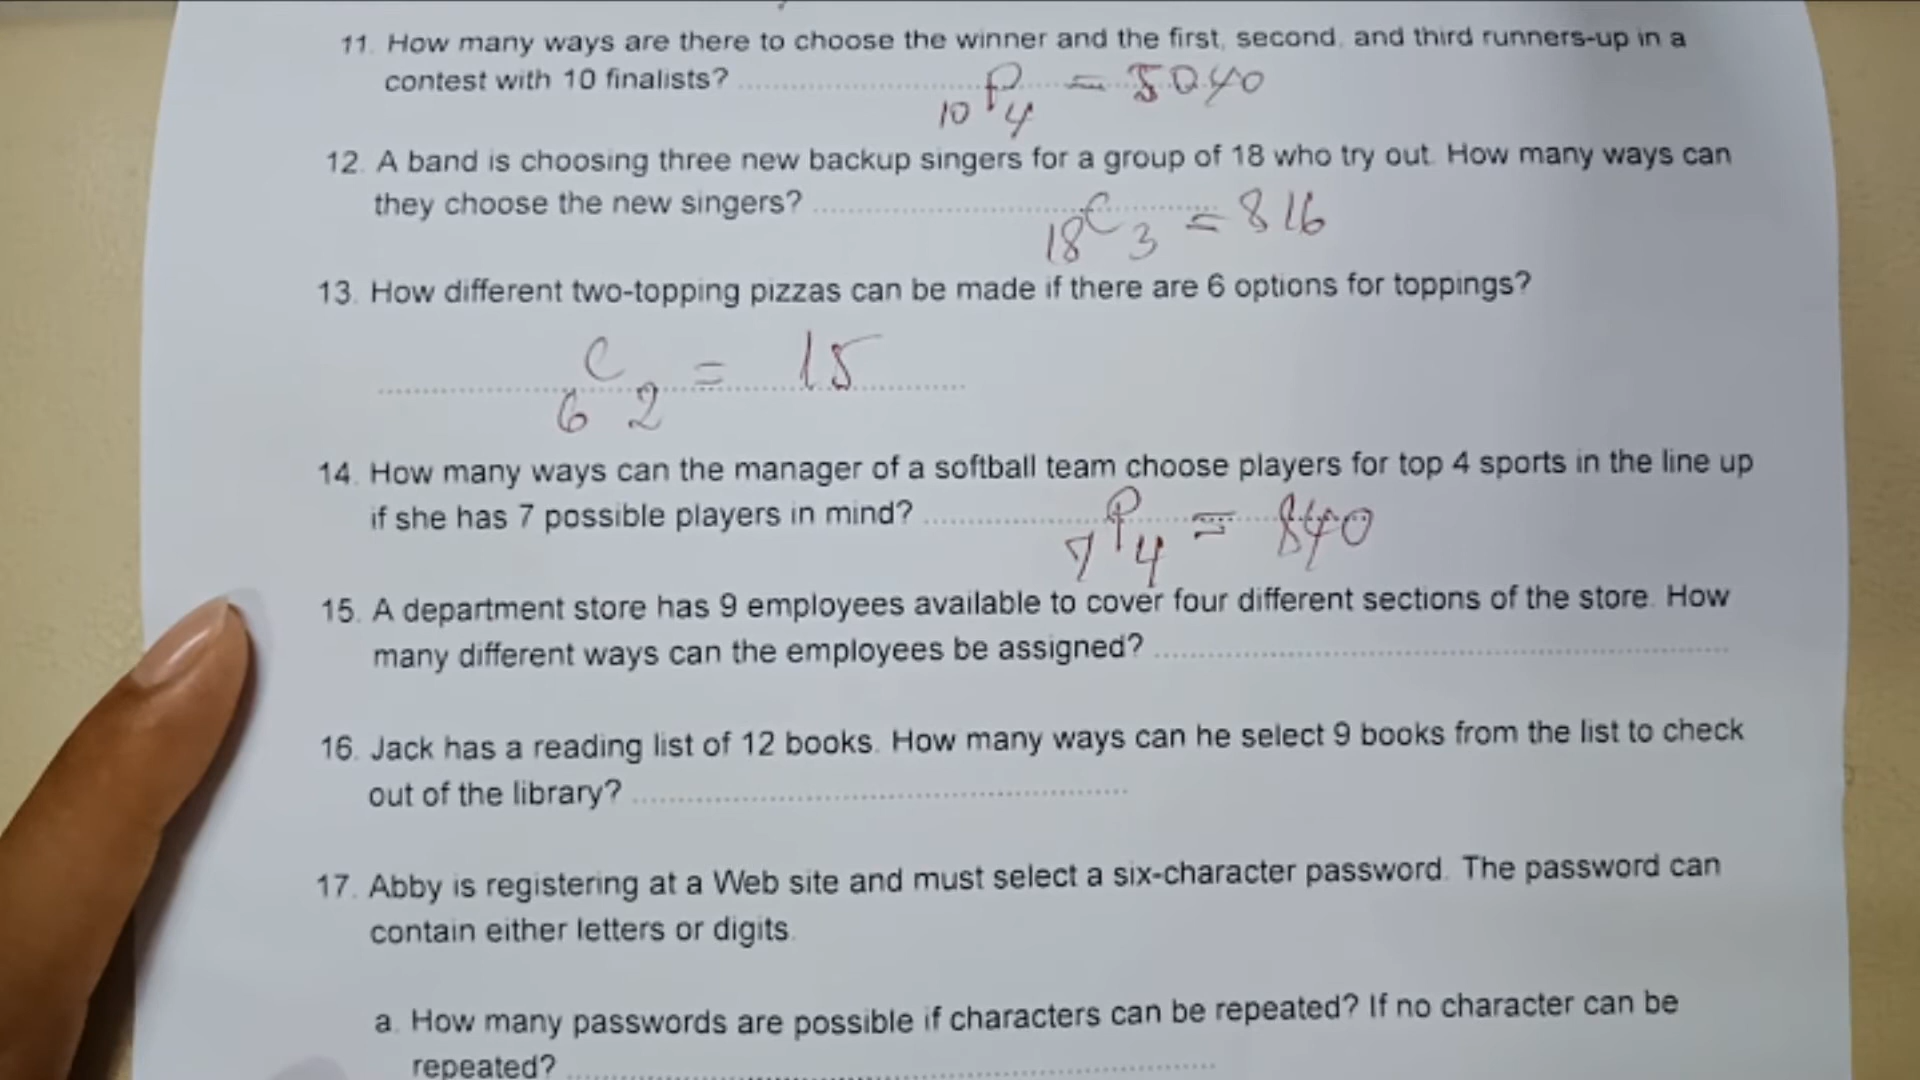 11. How many ways are there to choose the winner and the first, second, and third runners-up in a
contest with 10 finalists? ........ 10P4 = 5040
12. A band is choosing three new backup singers for a group of 18 who try out. How many ways can
they choose the new singers? ........ 18C3 = 816
13. How different two-topping pizzas can be made if there are 6 options for toppings?
6C2 = 15
14. How many ways can the manager of a softball team choose players for top 4 sports in the line up
if she has 7 possible players in mind? ........ 7P4 = 840
15. A department store has 9 employees available to cover four different sections of the store. How
many different ways can the employees be assigned? ........
16. Jack has a reading list of 12 books. How many ways can he select 9 books from the list to check
out of the library? ........
17. Abby is registering at a Web site and must select a six-character password. The password can
contain either letters or digits.
a. How many passwords are possible if characters can be repeated? If no character can be
repeated? ........